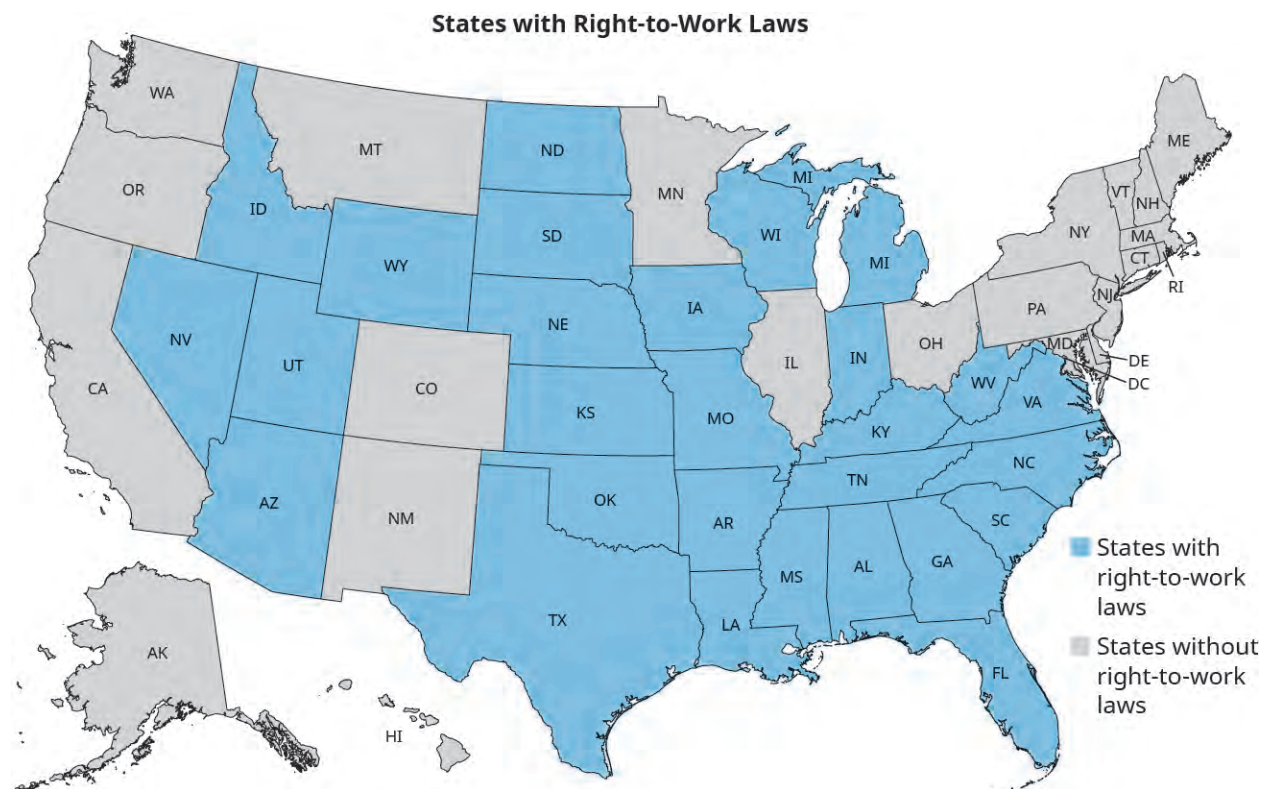 States with Right-to-Work Laws
WA
MT
ND
MN
ME
OR
ID
SD
WI
MI
VT
NH
NY
MA
WY
MI
CT
RI
NV
NE
IA
PA
NJ
UT
CO
IL
IN
OH
MD
DE
DC
CA
KS
MO
WV
VA
KY
AZ
NM
OK
AR
TN
NC
SC
MS
AL
GA
TX
LA
FL
AK
HI
States with
right-to-work
laws
States without
right-to-work
laws